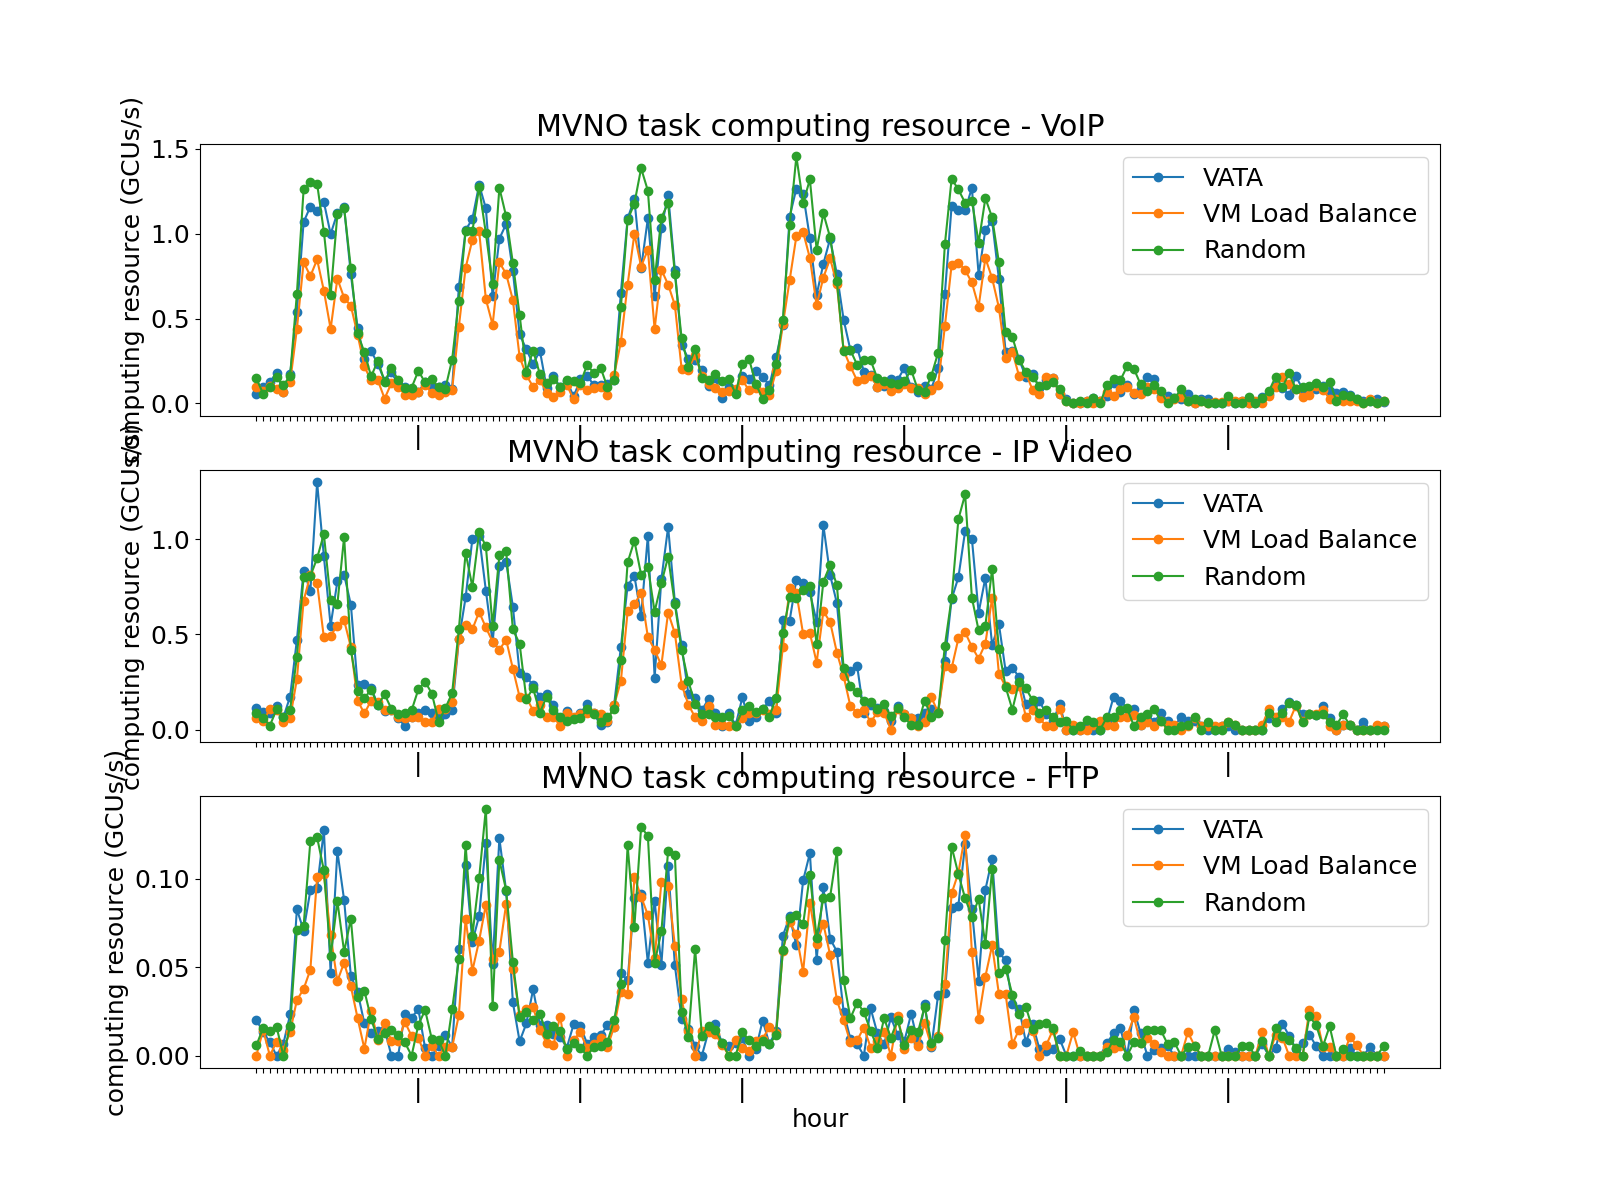 MVNO task computing resource - VoIP
computing resource (GCUs/s)
1.5
1.0
0.5
0.0
VATA
VM Load Balance
Random
MVNO task computing resource - IP Video
computing resource (GCUs/s)
1.0
0.5
0.0
VATA
VM Load Balance
Random
MVNO task computing resource - FTP
computing resource (GCUs/s)
0.10
0.05
0.00
VATA
VM Load Balance
Random
hour